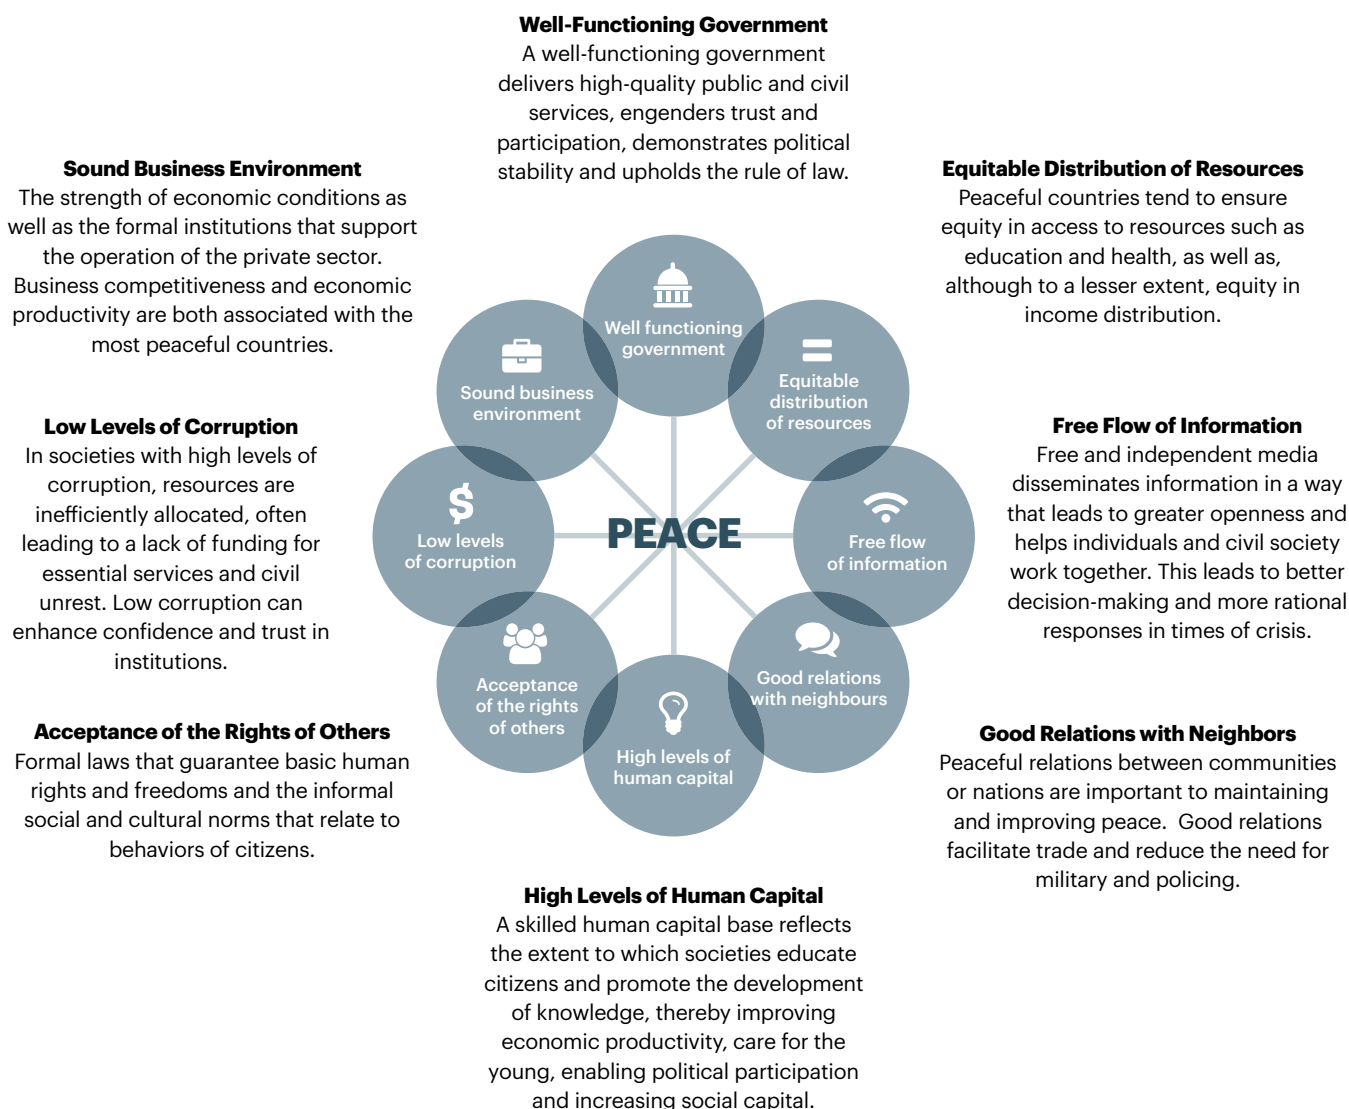 Well-Functioning Government
A well-functioning government
delivers high-quality public and civil
services, engenders trust and
participation, demonstrates political
stability and upholds the rule of law.
Sound Business Environment
The strength of economic conditions as
well as the formal institutions that support
the operation of the private sector.
Business competitiveness and economic
productivity are both associated with the
most peaceful countries.
Equitable Distribution of Resources
Peaceful countries tend to ensure
equity in access to resources such as
education and health, as well as,
although to a lesser extent, equity in
income distribution.
Low Levels of Corruption
In societies with high levels of
corruption, resources are
inefficiently allocated, often
leading to a lack of funding for
essential services and civil
unrest. Low corruption can
enhance confidence and trust in
institutions.
Well functioning
government
Sound business
environment
Equitable
distribution
of resources
$
Low levels
of corruption
PEACE
Free flow
of information
Acceptance
of the rights
of others
Good relations
with neighbours
High levels of
human capital
Free Flow of Information
Free and independent media
disseminates information in a way
that leads to greater openness and
helps individuals and civil society
work together. This leads to better
decision-making and more rational
responses in times of crisis.
Acceptance of the Rights of Others
Formal laws that guarantee basic human
rights and freedoms and the informal
social and cultural norms that relate to
behaviors of citizens.
Good Relations with Neighbors
Peaceful relations between communities
or nations are important to maintaining
and improving peace.  Good relations
facilitate trade and reduce the need for
military and policing.
High Levels of Human Capital
A skilled human capital base reflects
the extent to which societies educate
citizens and promote the development
of knowledge, thereby improving
economic productivity, care for the
young, enabling political participation
and increasing social capital.